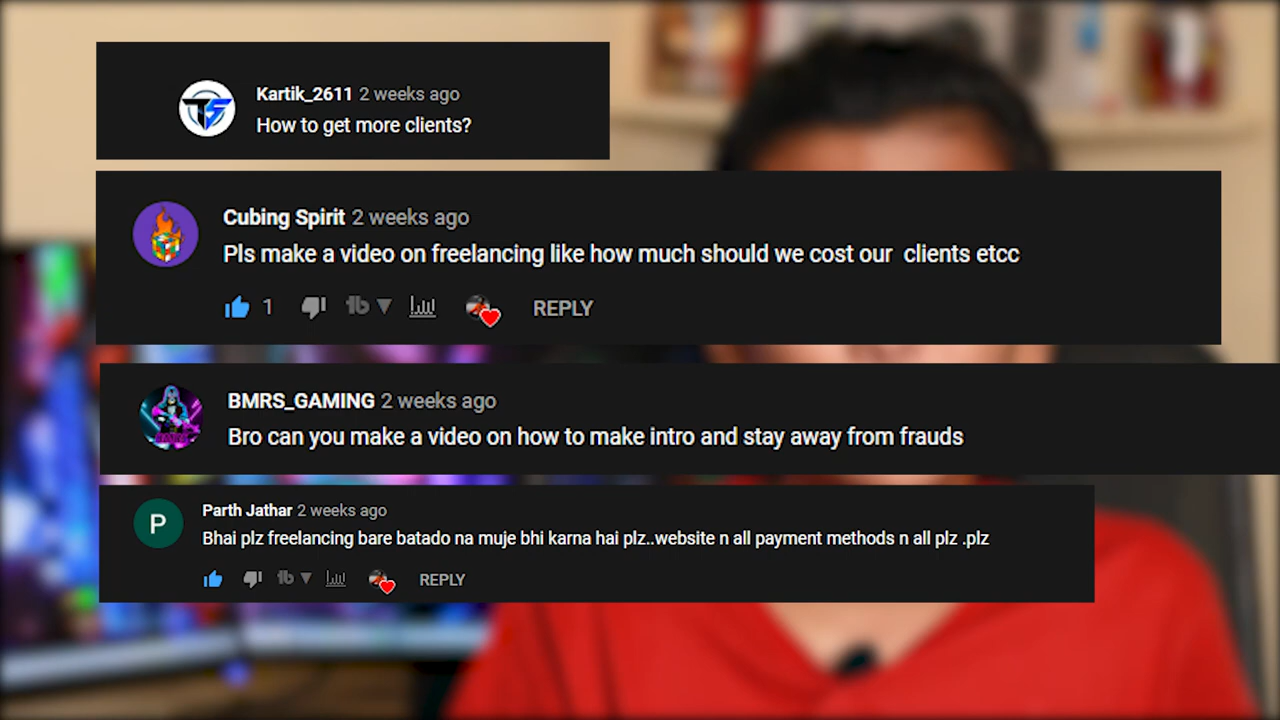 Kartik_2611 2 weeks ago
How to get more clients?
Cubing Spirit 2 weeks ago
Pls make a video on freelancing like how much should we cost our clients etcc
1 REPLY
BMRS_GAMING 2 weeks ago
Bro can you make a video on how to make intro and stay away from frauds
P
Parth Jathar 2 weeks ago
Bhai plz freelancing bare batado na muje bhi karna hai plz..website n all payment methods n all plz .plz
REPLY